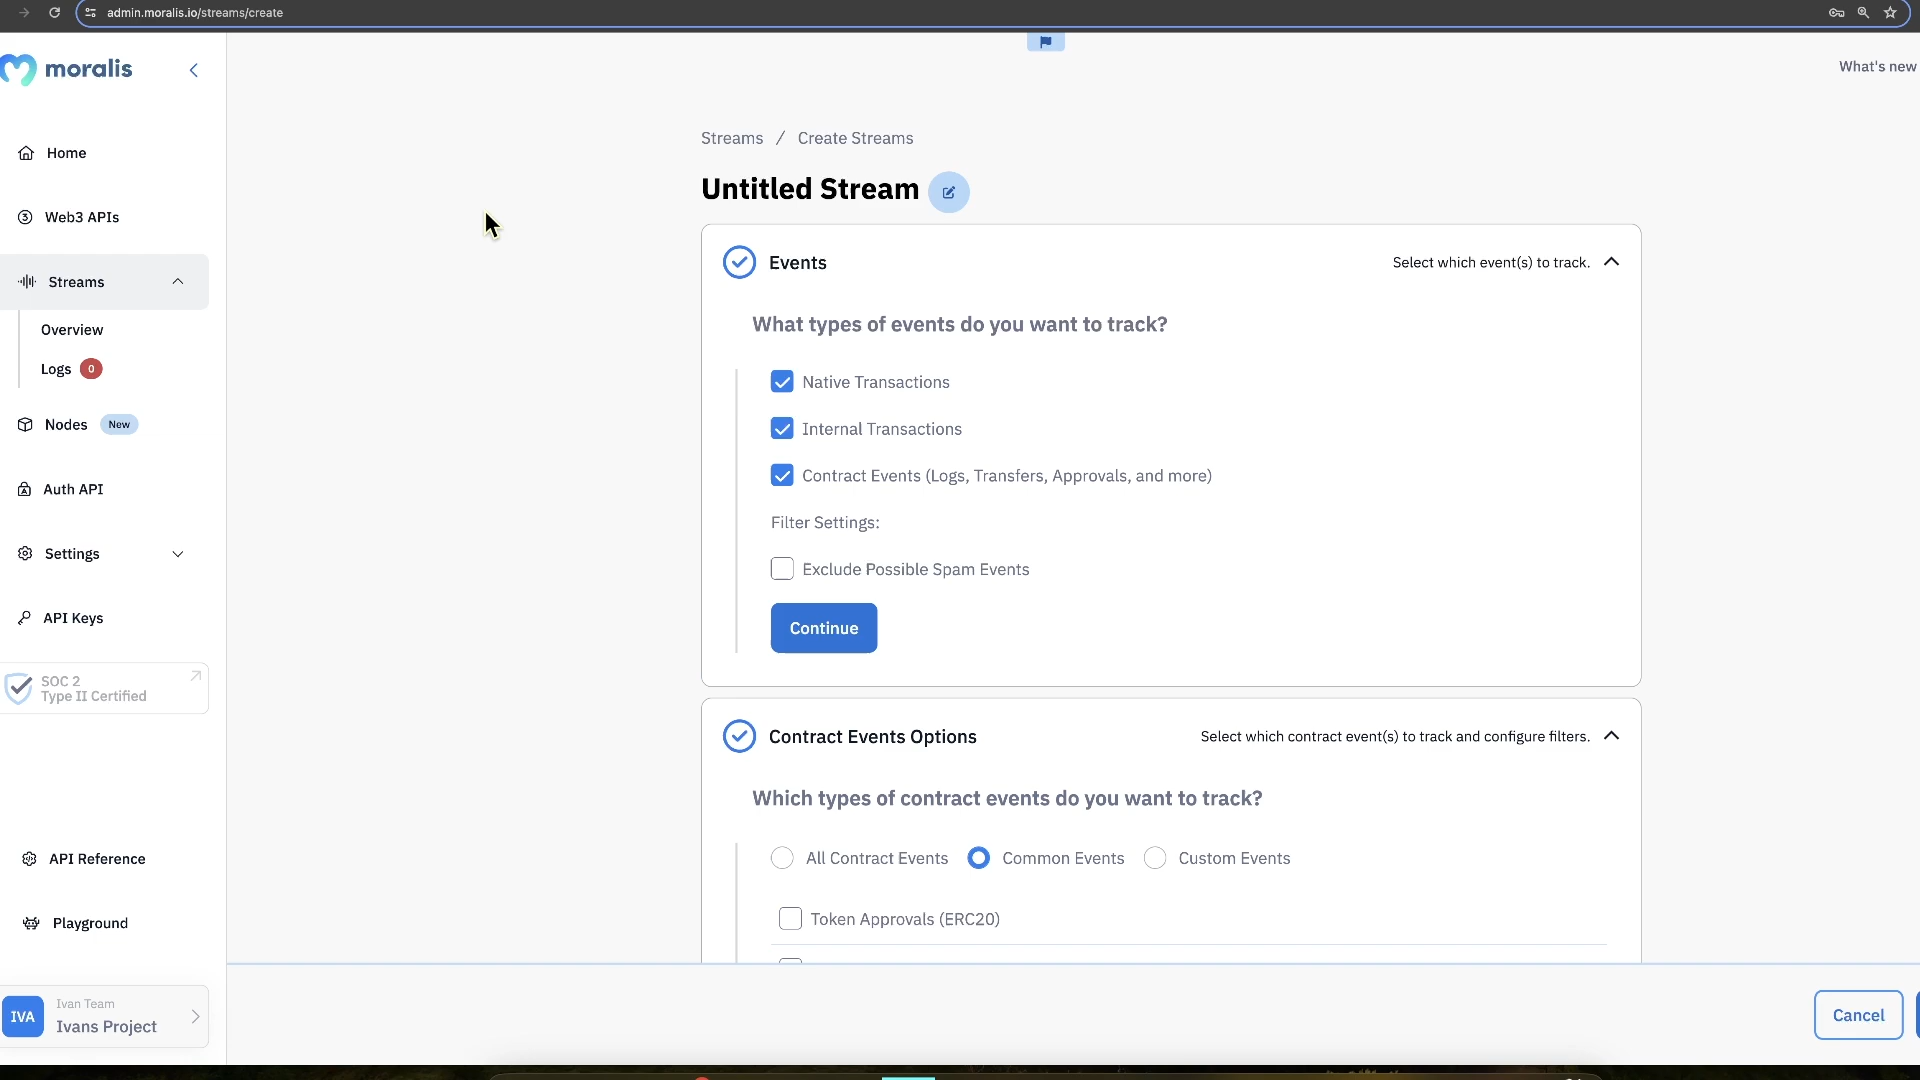 admin.moralis.io/streams/create
moralis
What's new
Home
Web3 APIs
Streams
Overview
Logs 0
Nodes New
Auth API
Settings
API Keys
SOC 2
Type II Certified
API Reference
Playground
IVA
Ivan Team
Ivans Project
Streams / Create Streams
Untitled Stream
Events
Select which event(s) to track.
What types of events do you want to track?
Native Transactions
Internal Transactions
Contract Events (Logs, Transfers, Approvals, and more)
Filter Settings:
Exclude Possible Spam Events
Continue
Contract Events Options
Select which contract event(s) to track and configure filters.
Which types of contract events do you want to track?
All Contract Events Common Events Custom Events
Token Approvals (ERC20)
Cancel